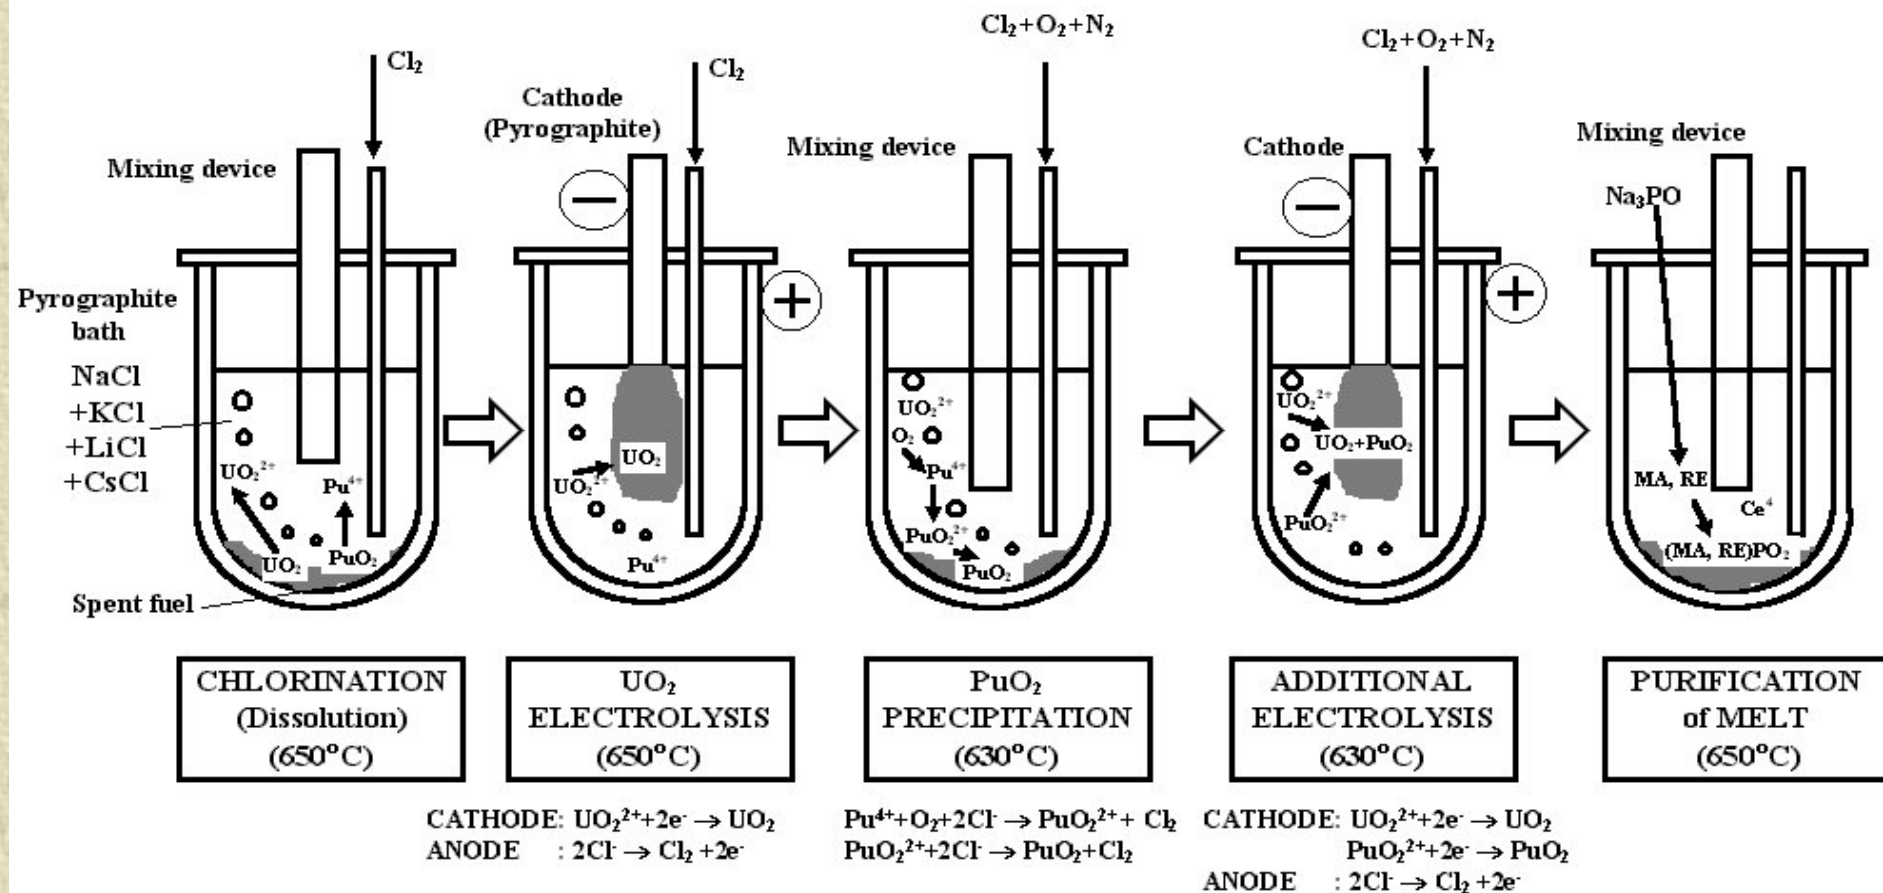 Cl₂
Mixing device
Pyrographite
bath
NaCl
+KCl
+LiCl
+CsCl
UO₂²⁺
Pu⁴⁺
UO₂
PuO₂
Spent fuel
CHLORINATION
(Dissolution)
(650°C)
Cathode
(Pyrographite)
Cl₂
−
+
UO₂
UO₂²⁺
Pu⁴⁺
UO₂
ELECTROLYSIS
(650°C)
CATHODE: UO₂²⁺+2e⁻ → UO₂
ANODE : 2Cl⁻ → Cl₂ +2e⁻
Cl₂+O₂+N₂
Mixing device
UO₂²⁺
O₂
Pu⁴⁺
PuO₂²⁺
PuO₂
PuO₂
PRECIPITATION
(630°C)
Pu⁴⁺+O₂+2Cl⁻ → PuO₂²⁺ + Cl₂
PuO₂²⁺+2Cl⁻ → PuO₂+Cl₂
Cl₂+O₂+N₂
Cathode
−
+
UO₂²⁺
UO₂+PuO₂
PuO₂²⁺
ADDITIONAL
ELECTROLYSIS
(630°C)
CATHODE: UO₂²⁺+2e⁻ → UO₂
PuO₂²⁺+2e⁻ → PuO₂
ANODE : 2Cl⁻ → Cl₂ +2e⁻
Mixing device
Na₃PO
MA, RE
Ce⁴
(MA, RE)PO₂
PURIFICATION
of MELT
(650°C)